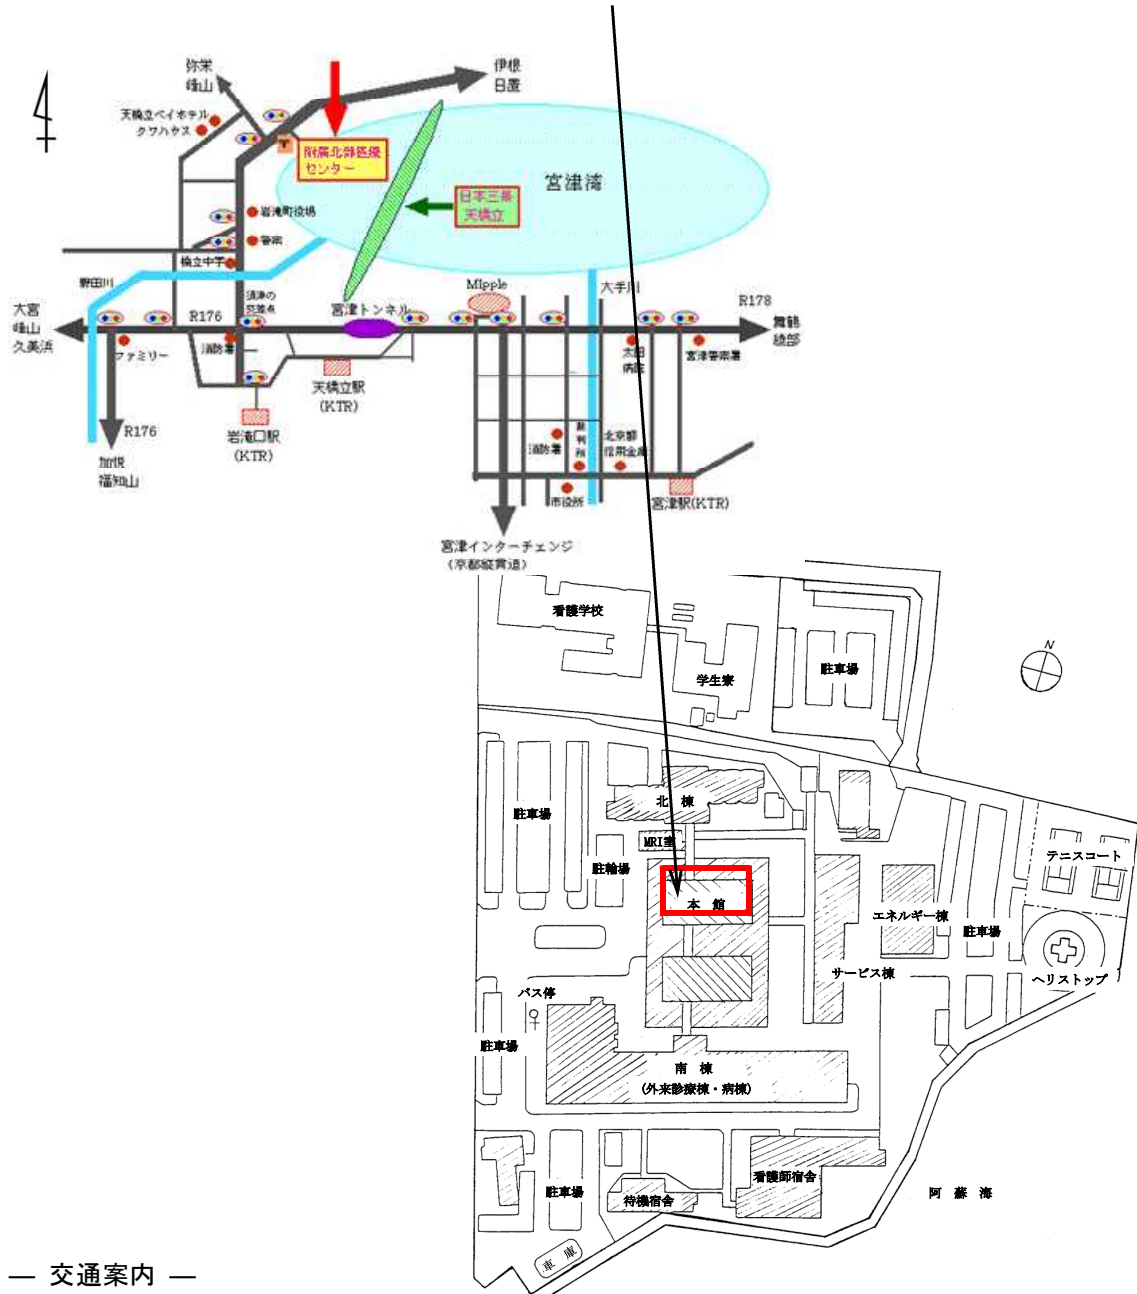 弥栄
峰山
伊根
日置
天橋立ベイホテル
クワハウス
附属北部医療
センター
宮津湾
日本三景
天橋立
岩滝町役場
警察
橋立中学
野田川
須津の
交差点
宮津トンネル
MIpple
大手川
R178
大宮
峰山
久美浜
R176
舞鶴
綾部
ファミリー
消防署
太田
病院
宮津警察署
天橋立駅
(KTR)
R176
岩滝口駅
(KTR)
加悦
福知山
消防署
裁判所
北京都
信用金庫
市役所
宮津駅(KTR)
宮津インターチェンジ
(京都縦貫道)
看護学校
学生寮
駐車場
N
北 棟
駐車場
MRI室
駐輪場
テニスコート
本 館
エネルギー棟
駐車場
サービス棟
ヘリストップ
バス停
駐車場
南 棟
(外来診療棟・病棟)
看護師宿舎
駐車場
待機宿舎
阿 蘇 海
車 庫
― 交通案内 ―